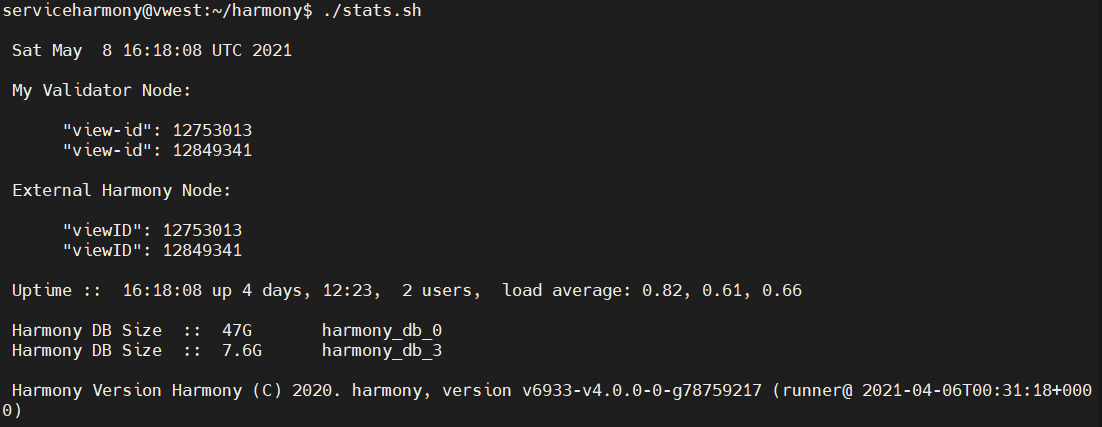 serviceharmony@vwest:~/harmony$ ./stats.sh
Sat May  8 16:18:08 UTC 2021
My Validator Node:
"view-id": 12753013
"view-id": 12849341
External Harmony Node:
"viewID": 12753013
"viewID": 12849341
Uptime ::  16:18:08 up 4 days, 12:23,  2 users,  load average: 0.82, 0.61, 0.66
Harmony DB Size  ::  47G       harmony_db_0
Harmony DB Size  ::  7.6G      harmony_db_3
Harmony Version Harmony (C) 2020. harmony, version v6933-v4.0.0-0-g78759217 (runner@ 2021-04-06T00:31:18+000
0)